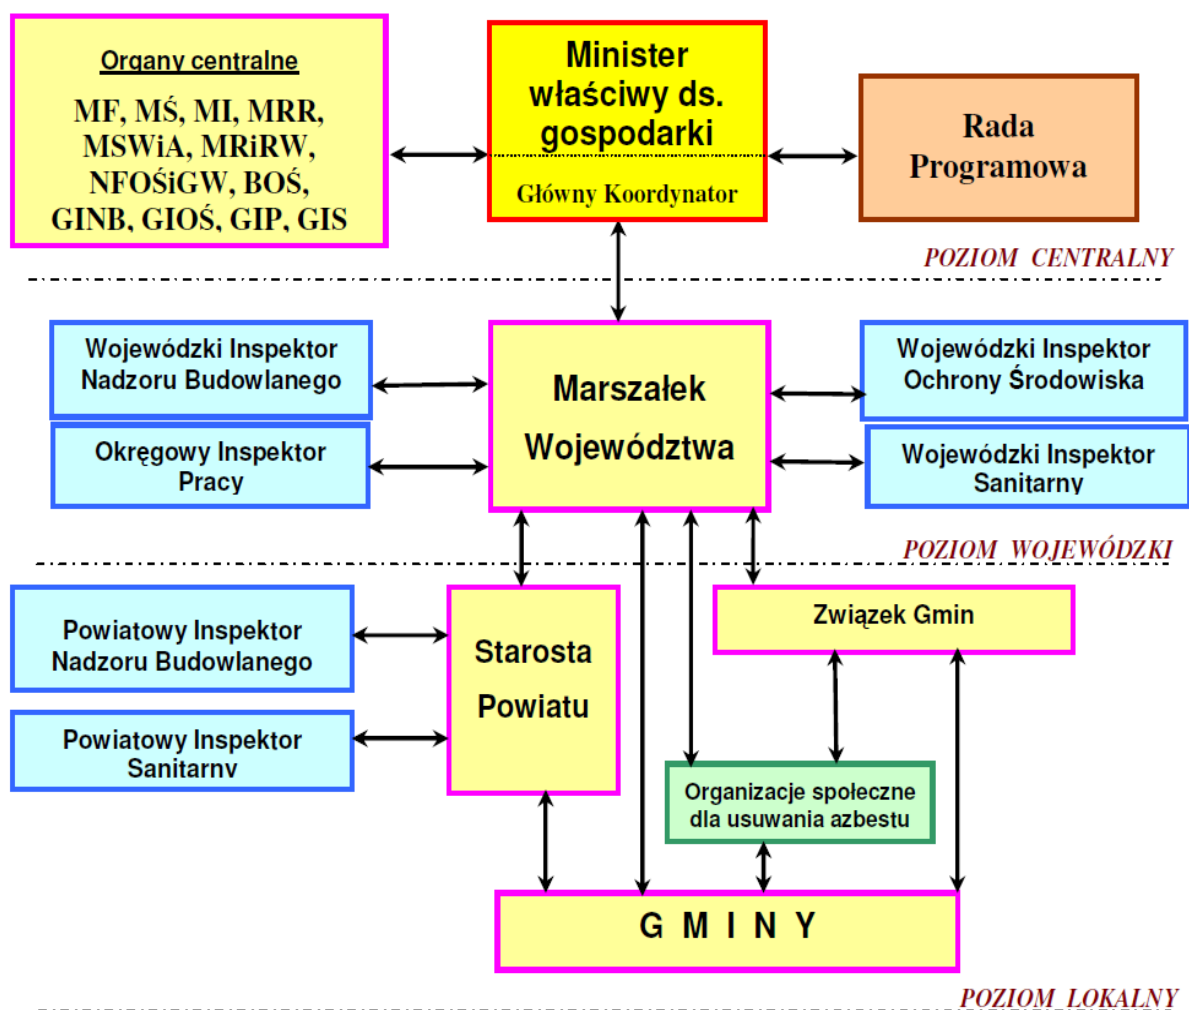 Organy centralne
MF, MŚ, MI, MRR,
MSWiA, MRiRW,
NFOŚiGW, BOŚ,
GINB, GIOŚ, GIP, GIS
Minister
właściwy ds.
gospodarki
Główny Koordynator
Rada
Programowa
POZIOM CENTRALNY
Wojewódzki Inspektor
Nadzoru Budowlanego
Okręgowy Inspektor
Pracy
Marszałek
Województwa
Wojewódzki Inspektor
Ochrony Środowiska
Wojewódzki Inspektor
Sanitarny
POZIOM WOJEWÓDZKI
Powiatowy Inspektor
Nadzoru Budowlanego
Powiatowy Inspektor
Sanitarny
Starosta
Powiatu
Związek Gmin
Organizacje społeczne
dla usuwania azbestu
G M I N Y
POZIOM LOKALNY